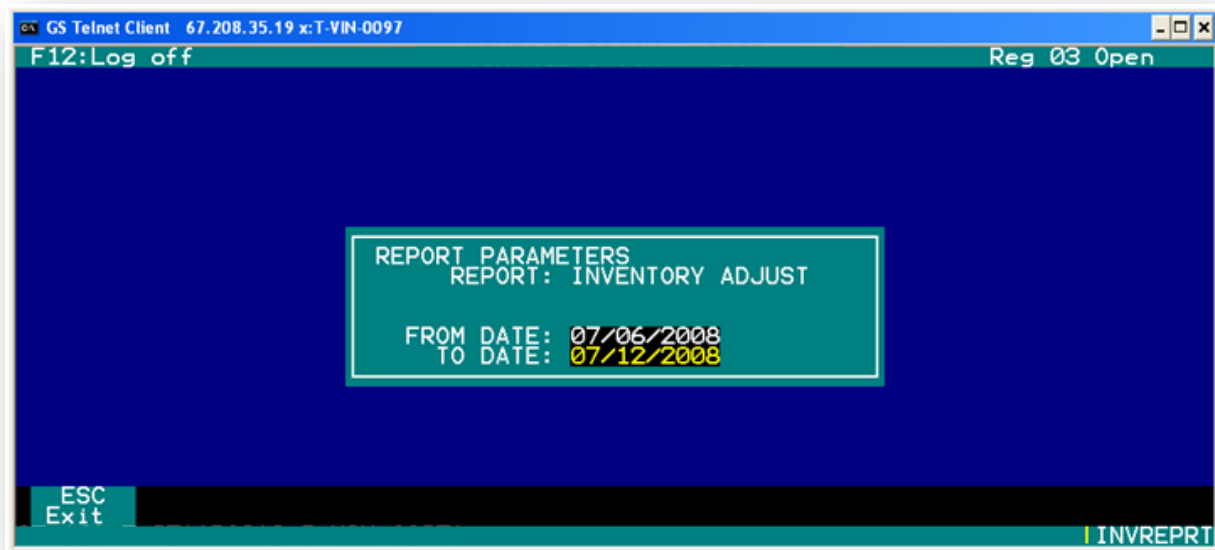 GS Telnet Client 67.208.35.19 x:T-VIN-0097
F12:Log off Reg 03 Open
REPORT PARAMETERS
REPORT: INVENTORY ADJUST
FROM DATE: 07/06/2008
TO DATE: 07/12/2008
ESC
Exit
INVREPRT